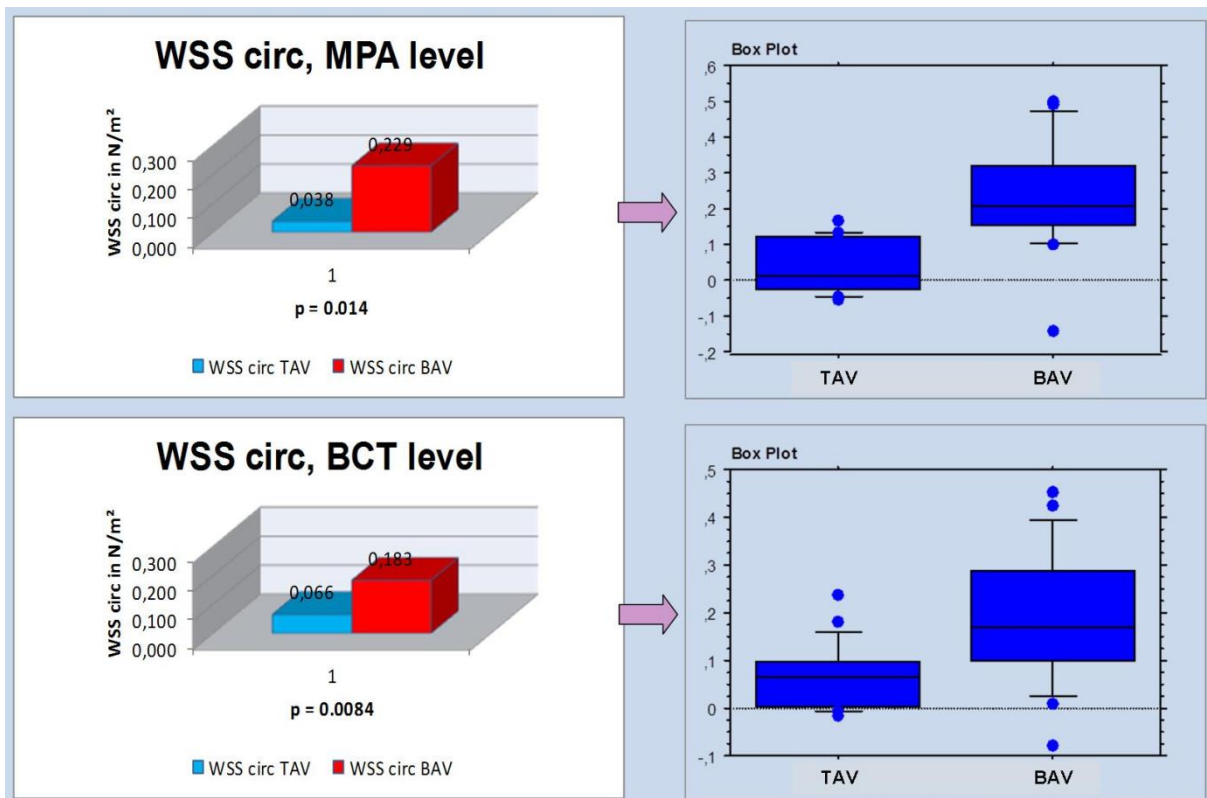 WSS circ, MPA level
WSS circ in N/m²
0,300
0,200
0,100
0,000
0,038
0,229
1
p = 0.014
WSS circ TAV WSS circ BAV
Box Plot
,6
,5
,4
,3
,2
,1
0
-,1
-,2
TAV BAV
WSS circ, BCT level
WSS circ in N/m²
0,300
0,200
0,100
0,000
0,066
0,183
1
p = 0.0084
WSS circ TAV WSS circ BAV
Box Plot
,5
,4
,3
,2
,1
0
-,1
TAV BAV